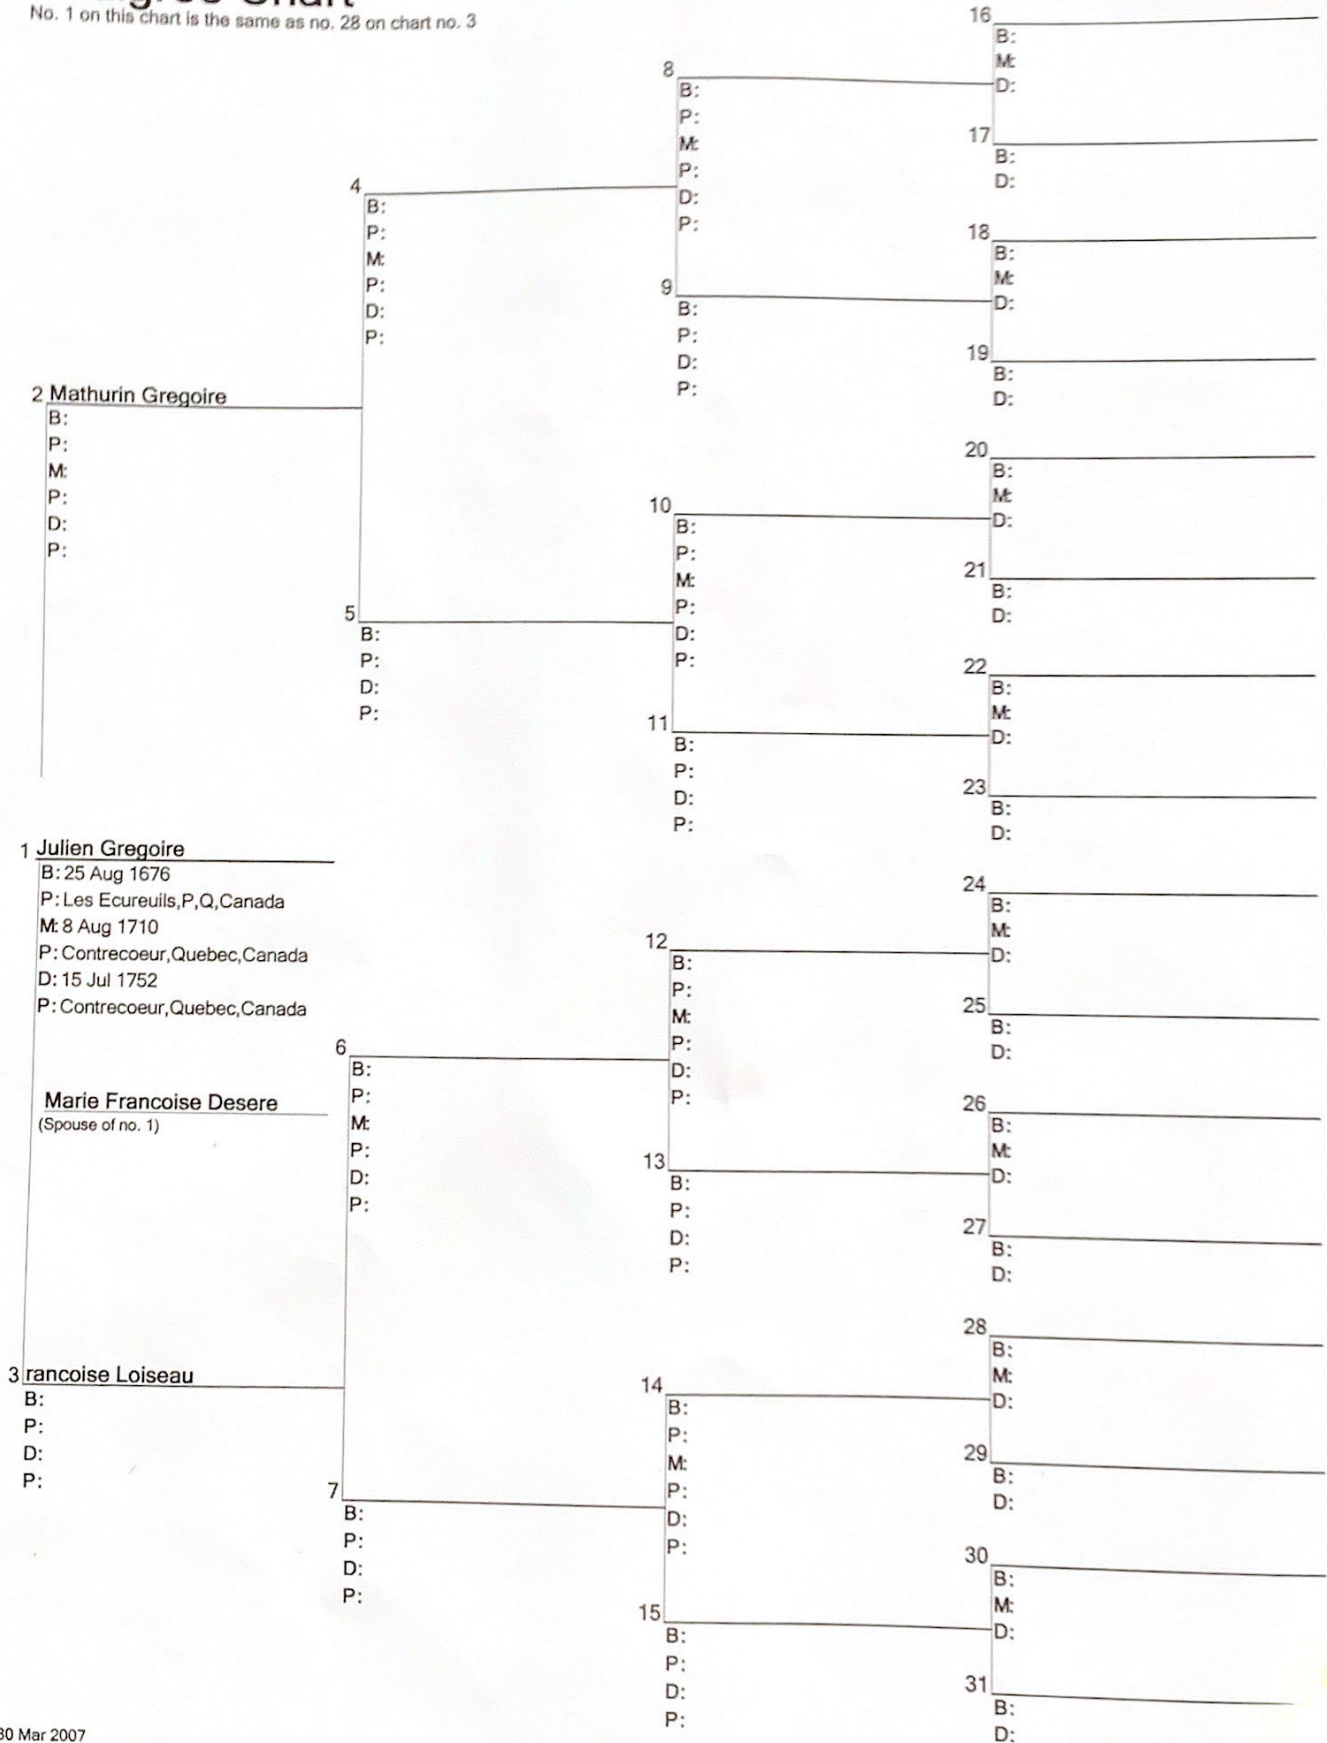 gree Chart
No. 1 on this chart is the same as no. 28 on chart no. 3
2 Mathurin Gregoire
B:
P:
M:
P:
D:
P:
1 Julien Gregoire
B: 25 Aug 1676
P: Les Ecureuils,P,Q,Canada
M: 8 Aug 1710
P: Contrecoeur,Quebec,Canada
D: 15 Jul 1752
P: Contrecoeur,Quebec,Canada
Marie Francoise Desere
(Spouse of no. 1)
3 rancoise Loiseau
B:
P:
D:
P:
4
B:
P:
M:
P:
D:
P:
5
B:
P:
D:
P:
6
B:
P:
M:
P:
D:
P:
7
B:
P:
D:
P:
8
B:
P:
M:
P:
D:
P:
9
B:
P:
D:
P:
10
B:
P:
M:
P:
D:
P:
11
B:
P:
D:
P:
12
B:
P:
M:
P:
D:
P:
13
B:
P:
D:
P:
14
B:
P:
M:
P:
D:
P:
15
B:
P:
D:
P:
16
B:
M:
D:
17
B:
D:
18
B:
M:
D:
19
B:
D:
20
B:
M:
D:
21
B:
D:
22
B:
M:
D:
23
B:
D:
24
B:
M:
D:
25
B:
D:
26
B:
M:
D:
27
B:
D:
28
B:
M:
D:
29
B:
D:
30
B:
M:
D:
31
B:
D:
30 Mar 2007